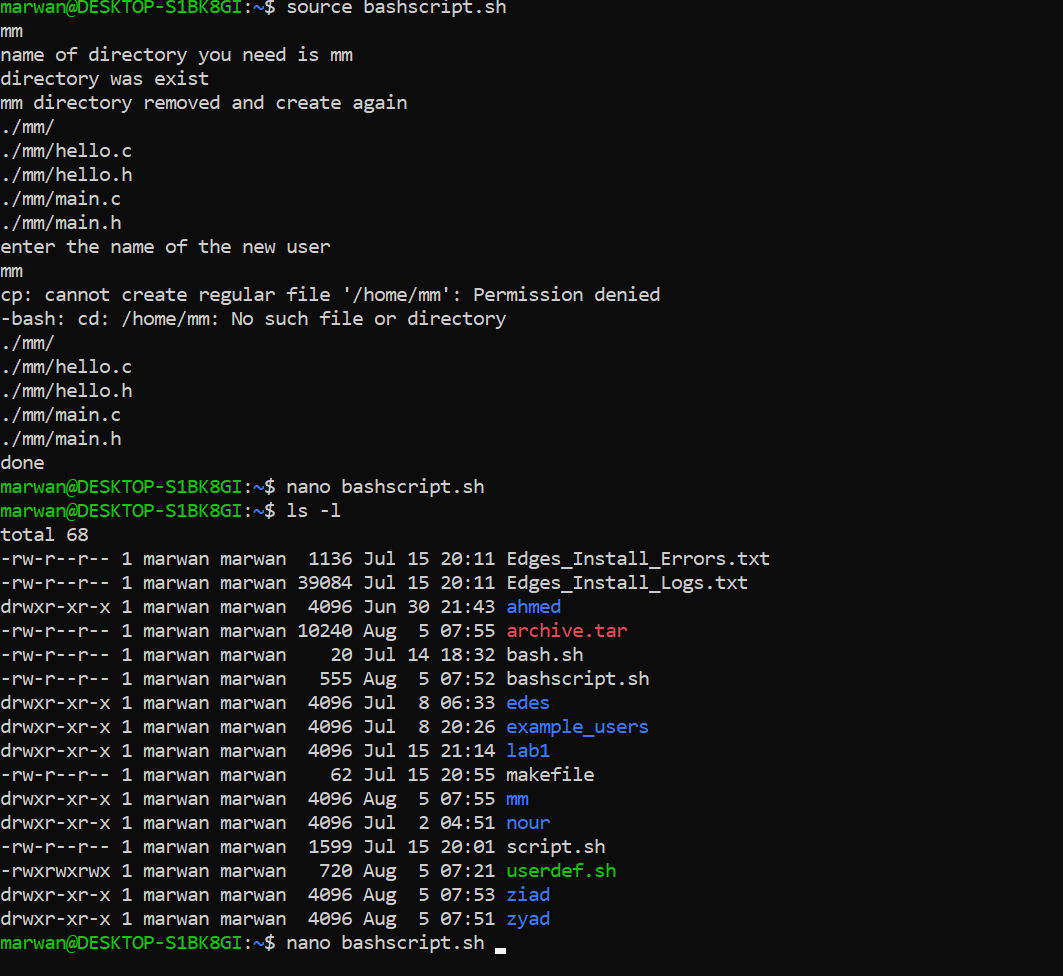 marwan@DESKTOP-S1BK8GI:~$ source bashscript.sh
mm
name of directory you need is mm
directory was exist
mm directory removed and create again
./mm/
./mm/hello.c
./mm/hello.h
./mm/main.c
./mm/main.h
enter the name of the new user
mm
cp: cannot create regular file '/home/mm': Permission denied
-bash: cd: /home/mm: No such file or directory
./mm/
./mm/hello.c
./mm/hello.h
./mm/main.c
./mm/main.h
done
marwan@DESKTOP-S1BK8GI:~$ nano bashscript.sh
marwan@DESKTOP-S1BK8GI:~$ ls -l
total 68
-rw-r--r-- 1 marwan marwan  1136 Jul 15 20:11 Edges_Install_Errors.txt
-rw-r--r-- 1 marwan marwan 39084 Jul 15 20:11 Edges_Install_Logs.txt
drwxr-xr-x 1 marwan marwan  4096 Jun 30 21:43 ahmed
-rw-r--r-- 1 marwan marwan 10240 Aug  5 07:55 archive.tar
-rw-r--r-- 1 marwan marwan    20 Jul 14 18:32 bash.sh
-rw-r--r-- 1 marwan marwan   555 Aug  5 07:52 bashscript.sh
drwxr-xr-x 1 marwan marwan  4096 Jul  8 06:33 edes
drwxr-xr-x 1 marwan marwan  4096 Jul  8 20:26 example_users
drwxr-xr-x 1 marwan marwan  4096 Jul 15 21:14 lab1
-rw-r--r-- 1 marwan marwan    62 Jul 15 20:55 makefile
drwxr-xr-x 1 marwan marwan  4096 Aug  5 07:55 mm
drwxr-xr-x 1 marwan marwan  4096 Jul  2 04:51 nour
-rw-r--r-- 1 marwan marwan  1599 Jul 15 20:01 script.sh
-rwxrwxrwx 1 marwan marwan   720 Aug  5 07:21 userdef.sh
drwxr-xr-x 1 marwan marwan  4096 Aug  5 07:53 ziad
drwxr-xr-x 1 marwan marwan  4096 Aug  5 07:51 zyad
marwan@DESKTOP-S1BK8GI:~$ nano bashscript.sh